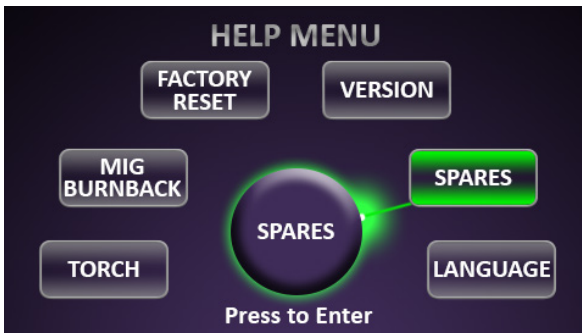 HELP MENU
FACTORY
RESET
VERSION
MIG
BURNBACK
SPARES
SPARES
TORCH
LANGUAGE
Press to Enter